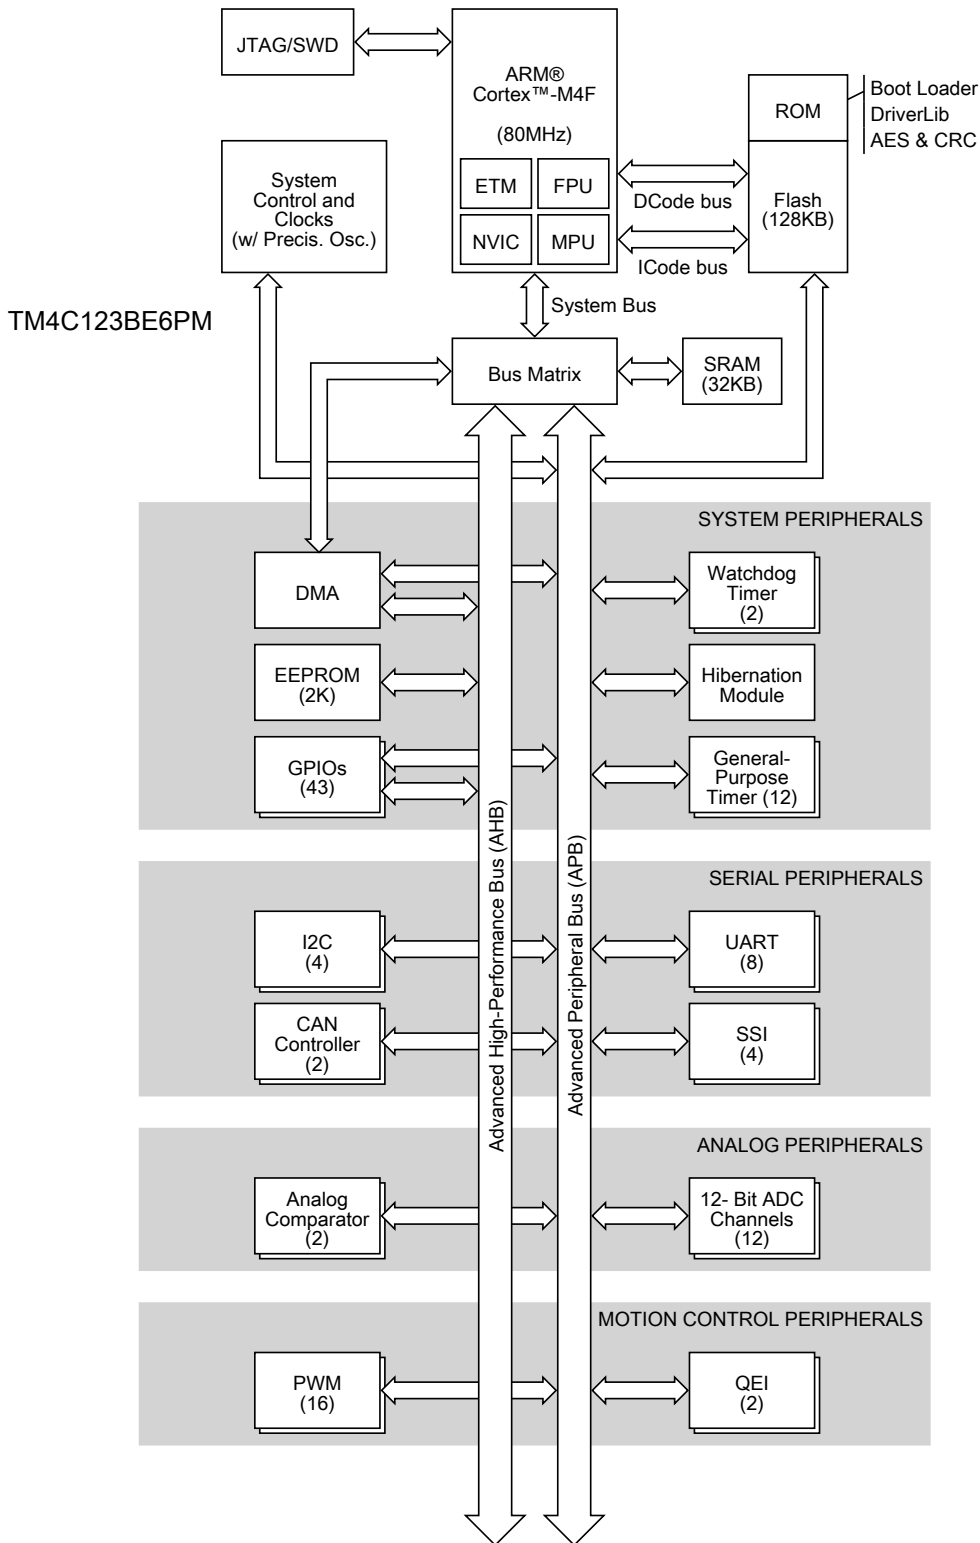 JTAG/SWD
ARM®
Cortex™-M4F
(80MHz)
ETM
FPU
NVIC
MPU
ROM
Boot Loader
DriverLib
AES & CRC
Flash
(128KB)
DCode bus
ICode bus
System
Control and
Clocks
(w/ Precis. Osc.)
System Bus
TM4C123BE6PM
Bus Matrix
SRAM
(32KB)
SYSTEM PERIPHERALS
DMA
Watchdog
Timer
(2)
EEPROM
(2K)
Hibernation
Module
GPIOs
(43)
General-
Purpose
Timer (12)
Advanced High-Performance Bus (AHB)
Advanced Peripheral Bus (APB)
SERIAL PERIPHERALS
I2C
(4)
UART
(8)
CAN
Controller
(2)
SSI
(4)
ANALOG PERIPHERALS
Analog
Comparator
(2)
12- Bit ADC
Channels
(12)
MOTION CONTROL PERIPHERALS
PWM
(16)
QEI
(2)